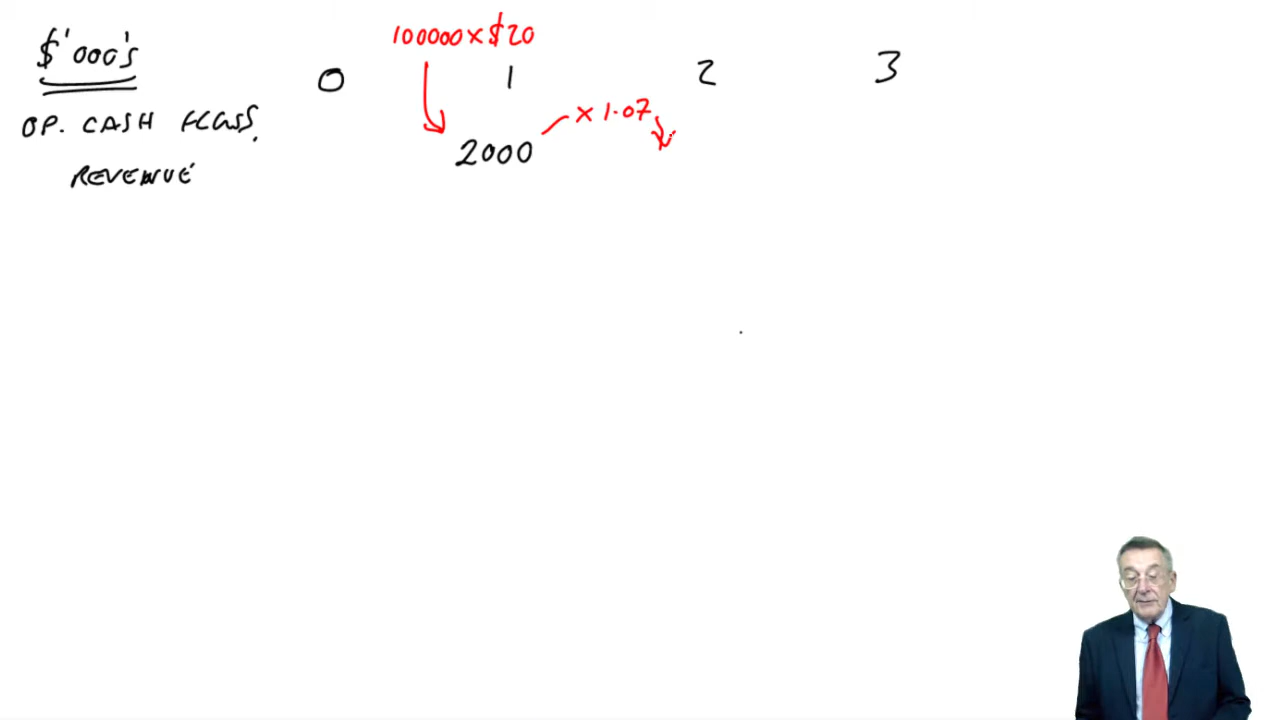 100000 × $20
$'000's
0 1 2 3
× 1.07
OP. CASH FLOWS.
2000
REVENUE